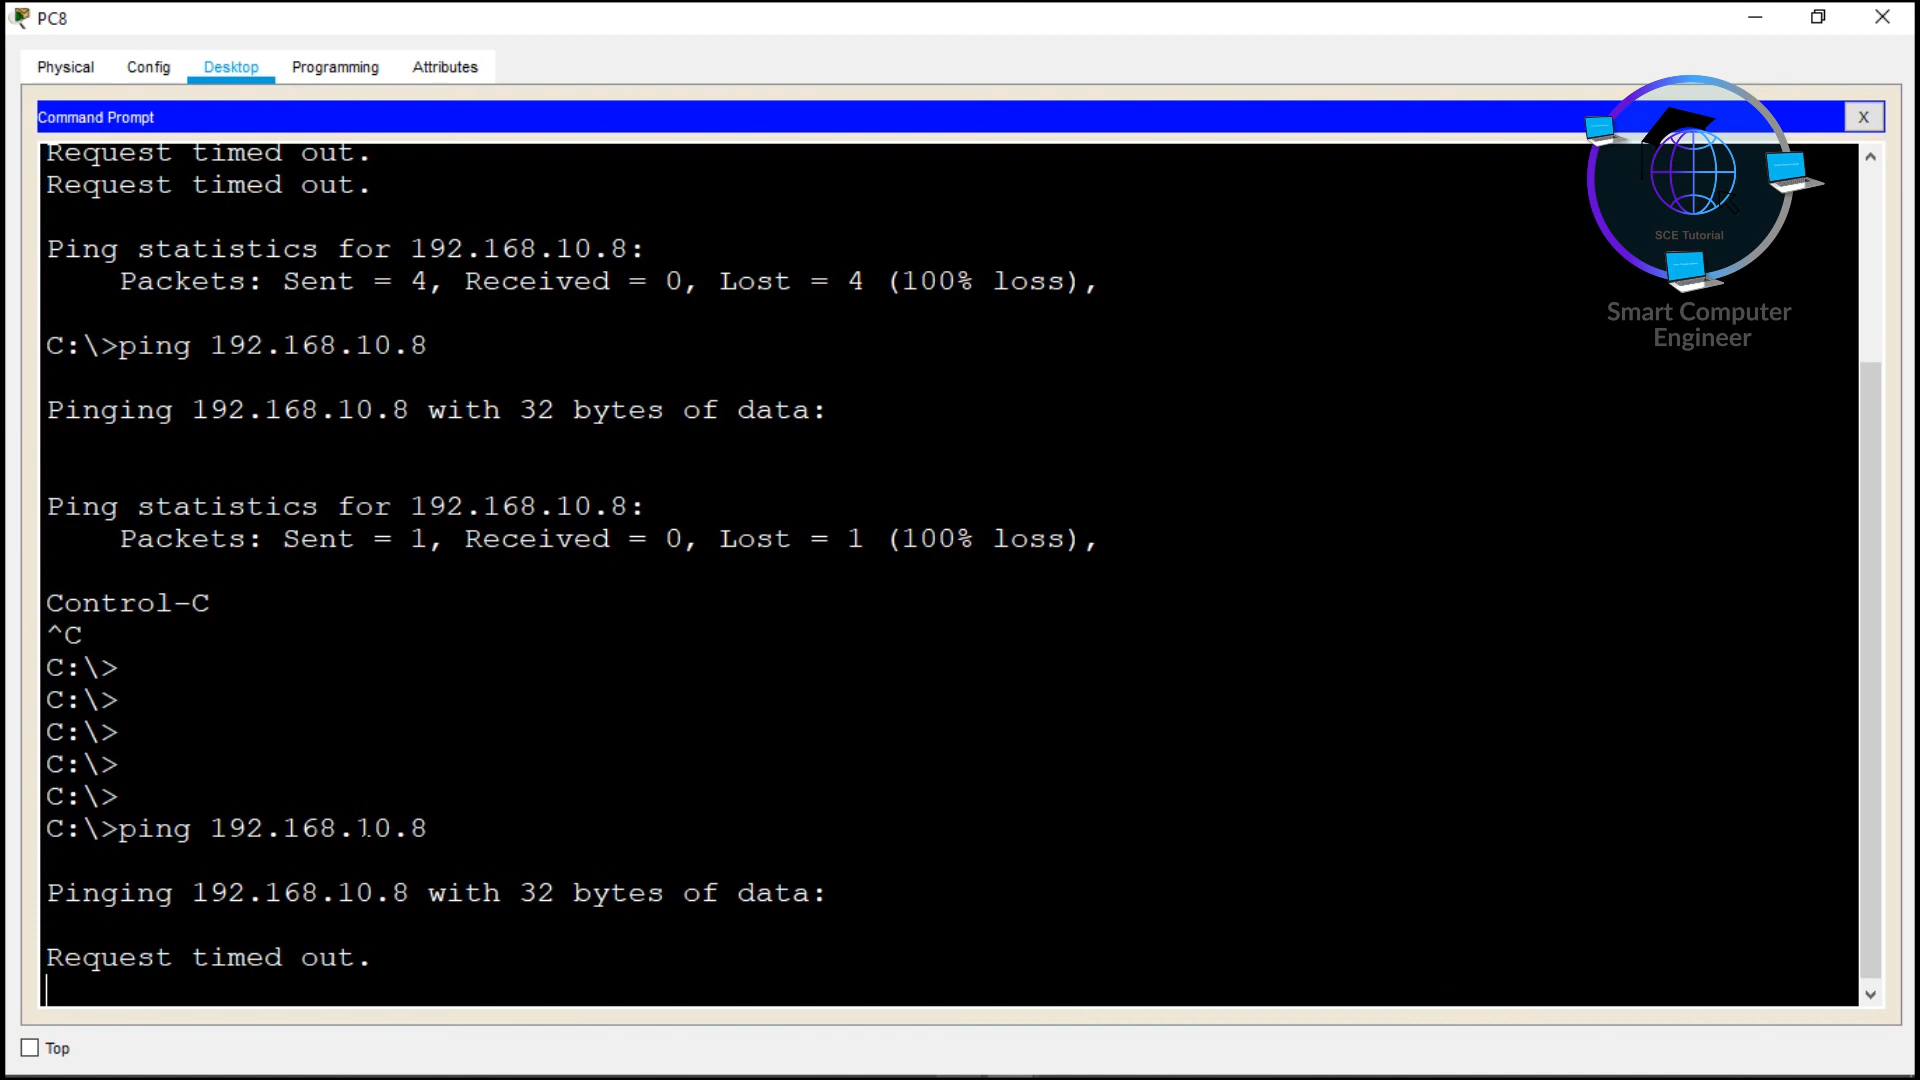 PC8
Physical Config Desktop Programming Attributes
Command Prompt
X
Request timed out.
Request timed out.
Ping statistics for 192.168.10.8:
Packets: Sent = 4, Received = 0, Lost = 4 (100% loss),
C:\>ping 192.168.10.8
Pinging 192.168.10.8 with 32 bytes of data:
Ping statistics for 192.168.10.8:
Packets: Sent = 1, Received = 0, Lost = 1 (100% loss),
Control-C
^C
C:\>
C:\>
C:\>
C:\>
C:\>
C:\>ping 192.168.10.8
Pinging 192.168.10.8 with 32 bytes of data:
Request timed out.
SCE Tutorial
Smart Computer
Engineer
Top